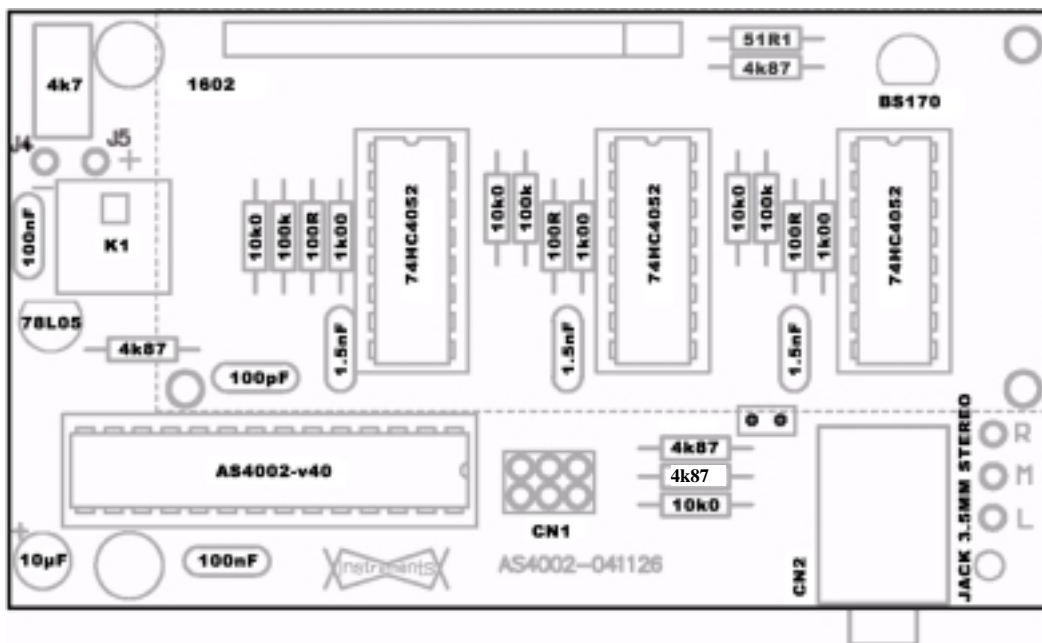 51R1
4k87
4k7
1602
BS170
J4
J5
+
−
100nF
K1
10k0
100k
100R
1k00
74HC4052
10k0
100k
100R
1k00
74HC4052
10k0
100k
100R
1k00
74HC4052
78L05
4k87
100pF
1.5nF
1.5nF
1.5nF
AS4002-v40
CN1
4k87
4k87
10k0
JACK 3.5MM STEREO
R
M
L
+
10µF
100nF
instruments
AS4002-041126
CN2